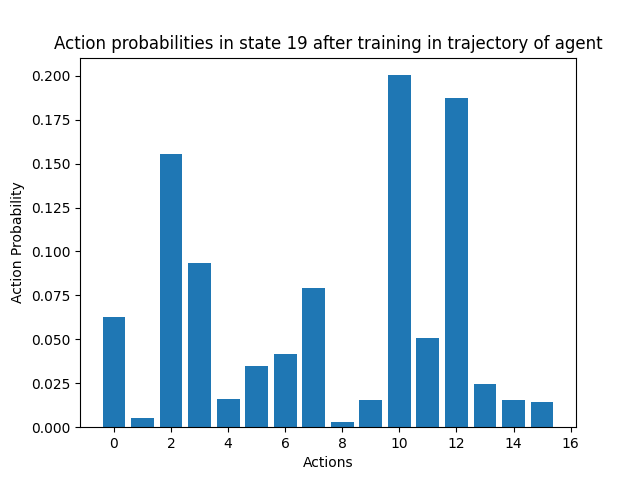 Action probabilities in state 19 after training in trajectory of agent
0.200
0.175
0.150
0.125
0.100
0.075
0.050
0.025
0.000
Action Probability
0 2 4 6 8 10 12 14 16
Actions